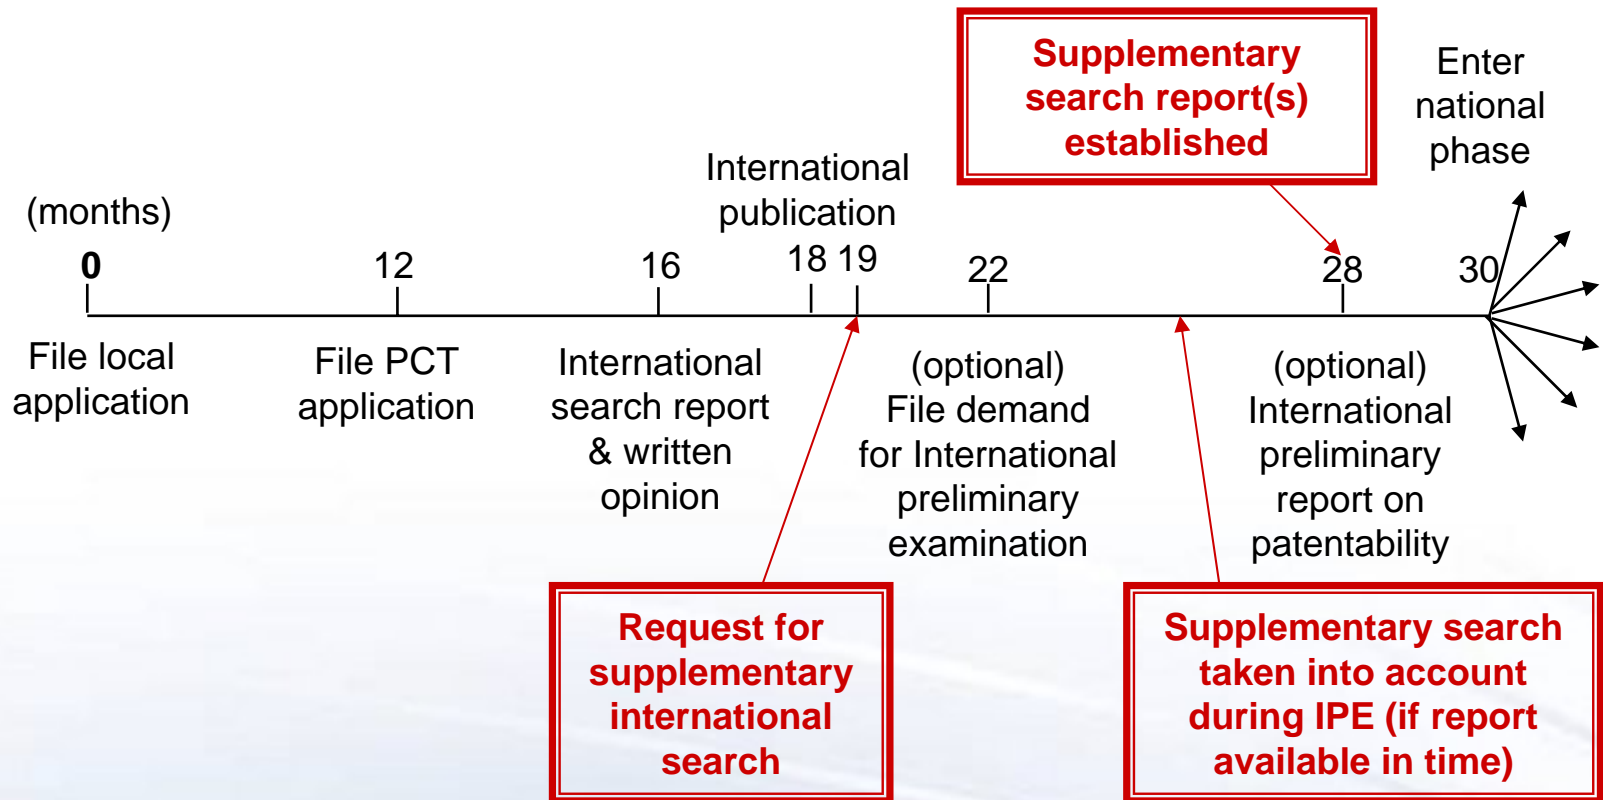 Supplementary
search report(s)
established
Enter
national
phase
International
publication
(months)
0
12
16
18
19
22
28
30
File local
application
File PCT
application
International
search report
& written
opinion
(optional)
File demand
for International
preliminary
examination
(optional)
International
preliminary
report on
patentability
Request for
supplementary
international
search
Supplementary search
taken into account
during IPE (if report
available in time)